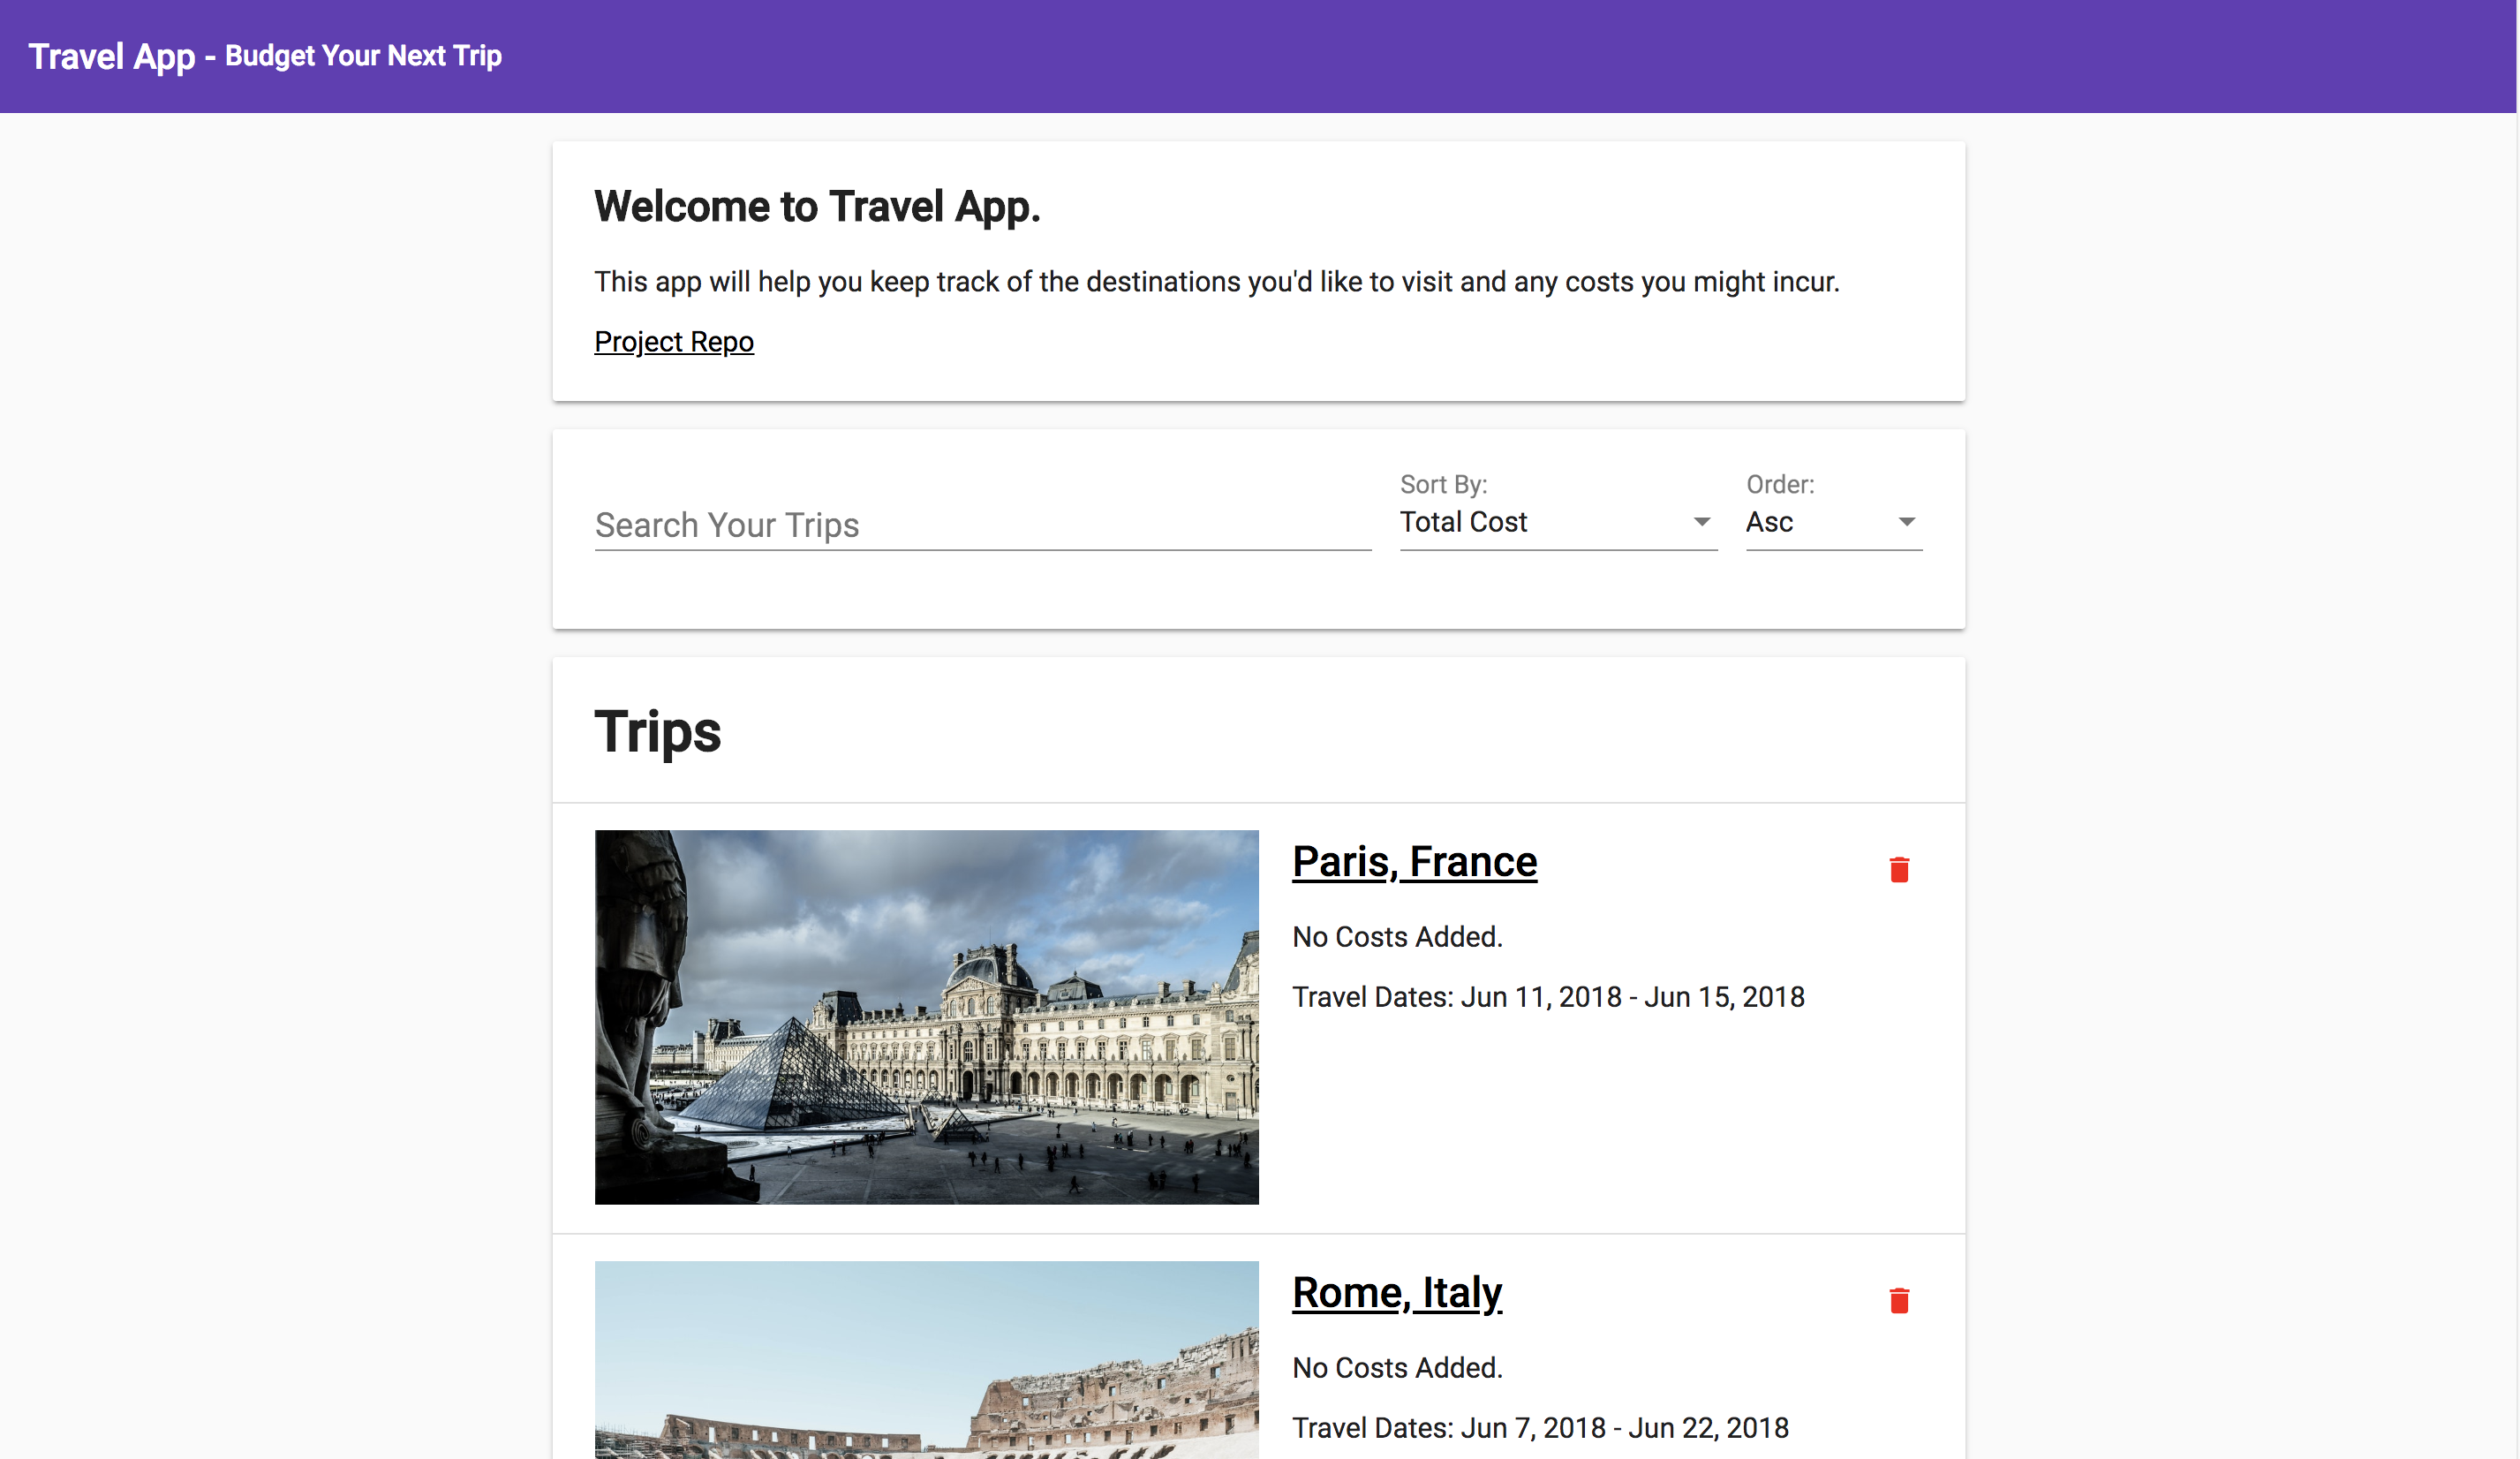 Travel App - Budget Your Next Trip
Welcome to Travel App.
This app will help you keep track of the destinations you'd like to visit and any costs you might incur.
Project Repo
Search Your Trips
Sort By:
Total Cost
Order:
Asc
Trips
Paris, France
No Costs Added.
Travel Dates: Jun 11, 2018 - Jun 15, 2018
Rome, Italy
No Costs Added.
Travel Dates: Jun 7, 2018 - Jun 22, 2018